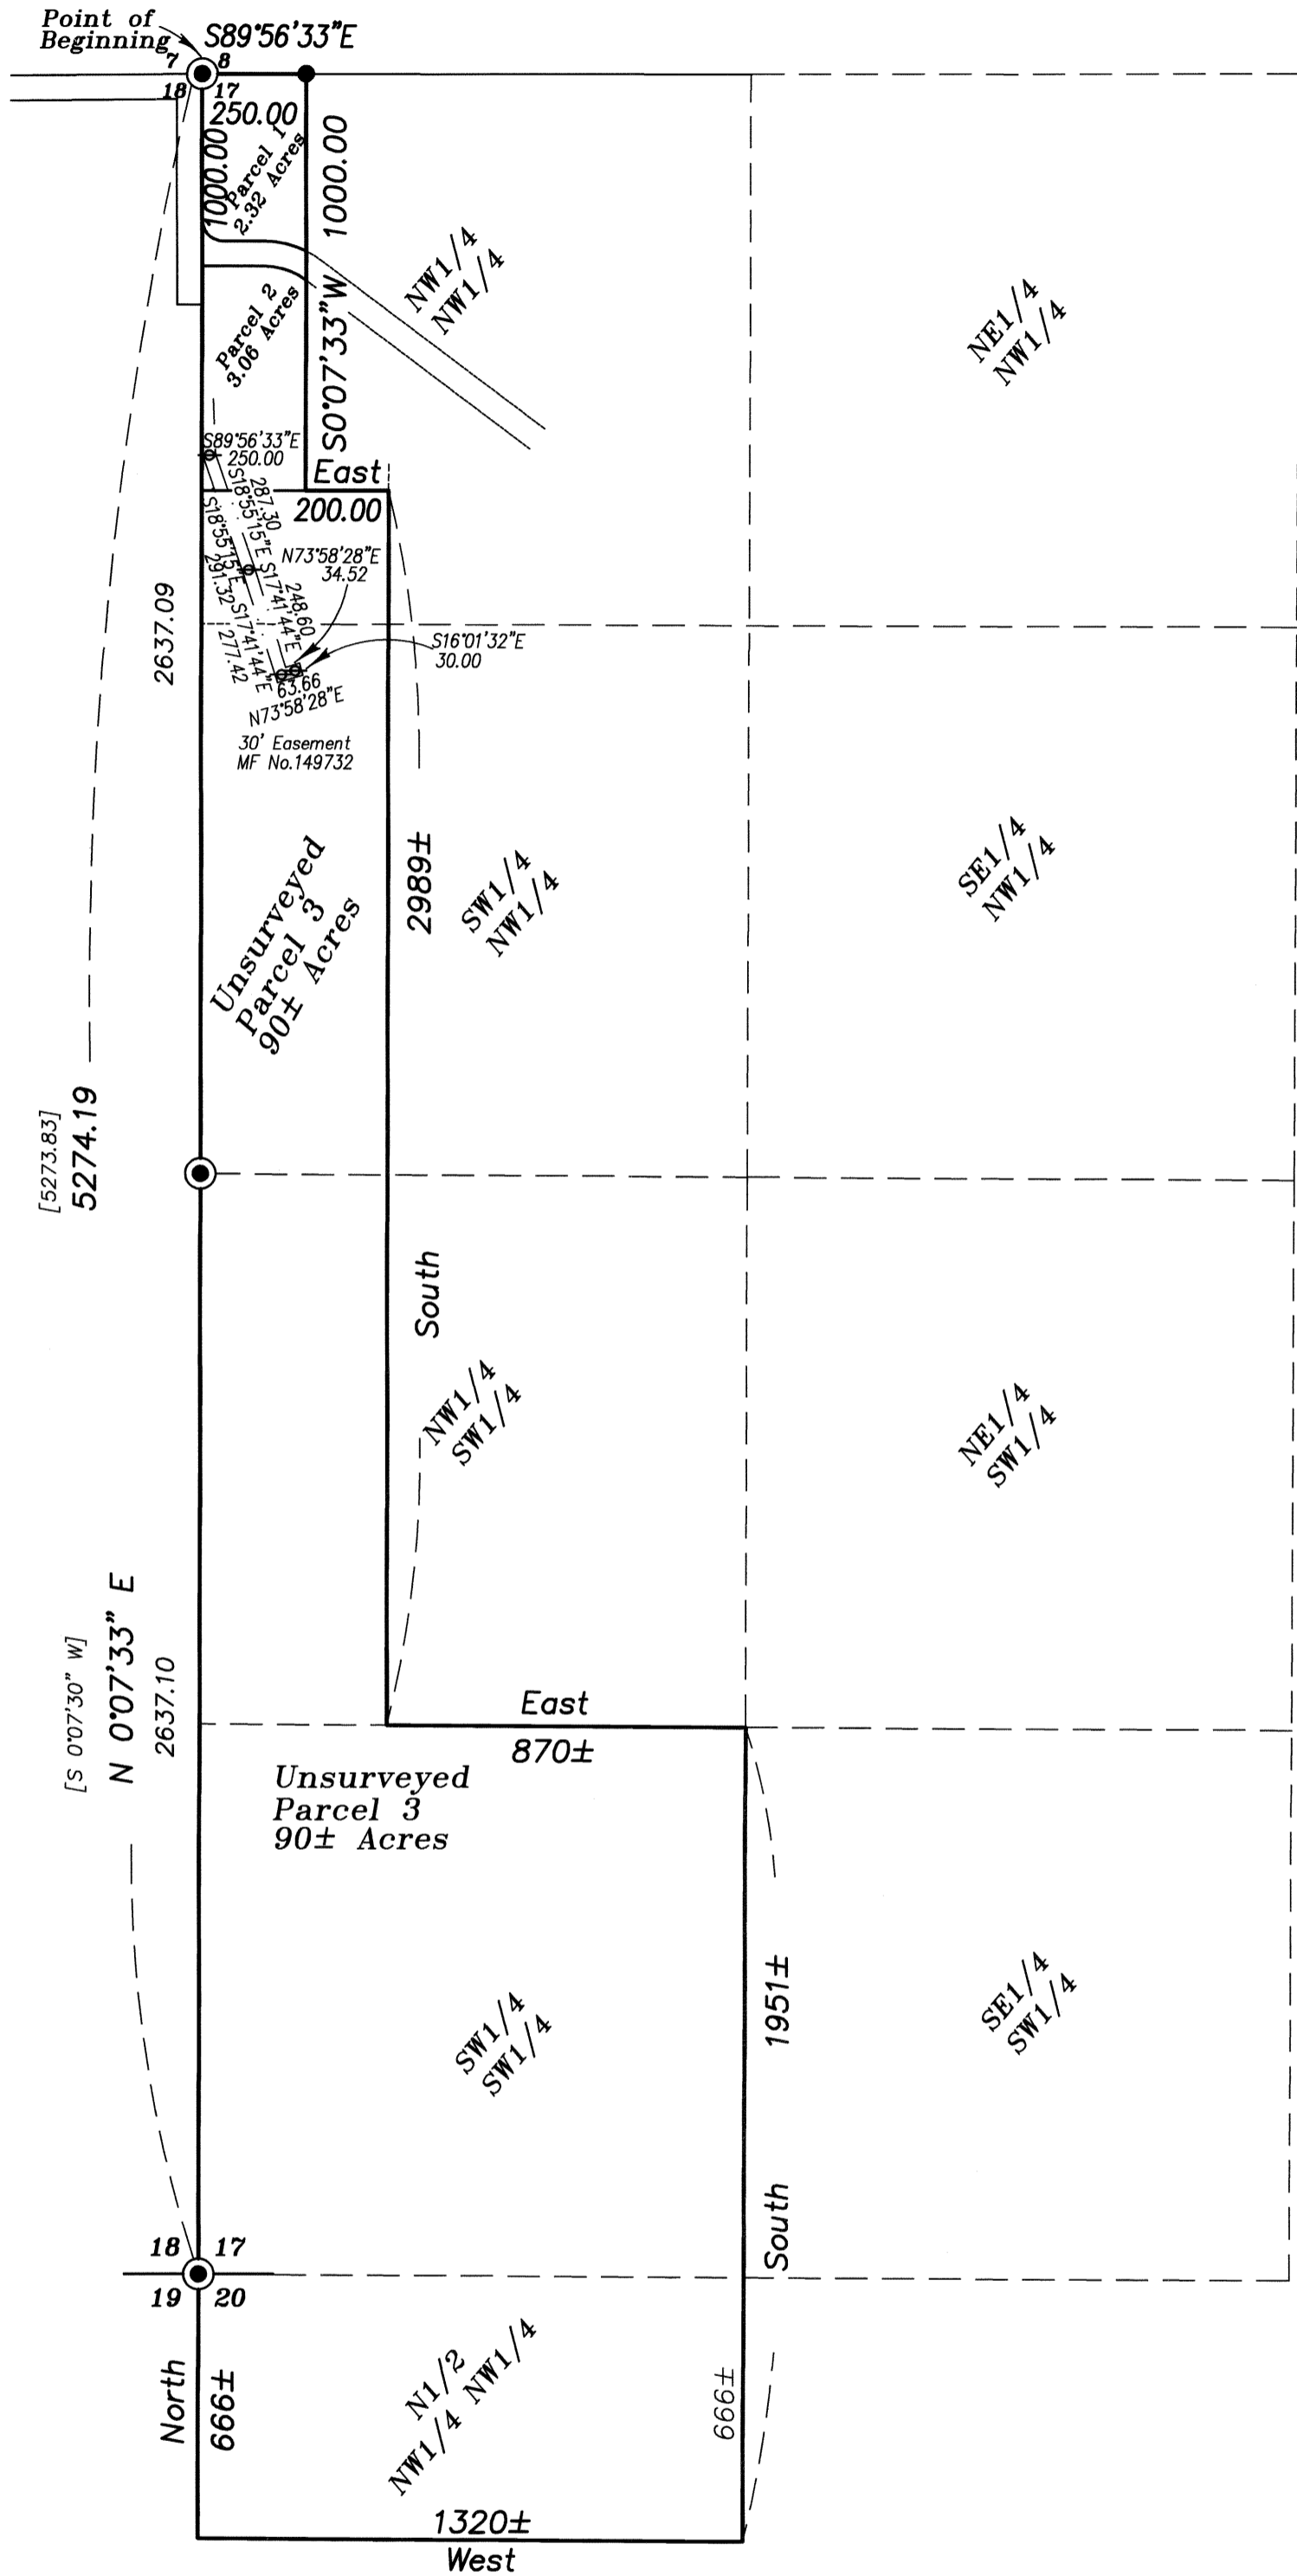 Point of
Beginning
S89°56'33"E
7 8
18 17
250.00
1000.00
Parcel 1
2.32 Acres
1000.00
S0°07'33"W
NW1/4
NW1/4
NE1/4
NW1/4
Parcel 2
3.06 Acres
S89°56'33"E
250.00
East
200.00
287.30
S18°55'15"E
S18°55'15"E
291.32
N73°58'28"E
34.52
248.60
S17°41'44"E
S17°41'44"E
277.42
S16°01'32"E
30.00
63.66
N73°58'28"E
30' Easement
MF No.149732
2637.09
Unsurveyed
Parcel 3
90± Acres
2989±
SW1/4
NW1/4
SE1/4
NW1/4
[5273.83]
5274.19
South
NW1/4
SW1/4
NE1/4
SW1/4
[S 0°07'30" W]
N 0°07'33" E
2637.10
East
870±
Unsurveyed
Parcel 3
90± Acres
SW1/4
SW1/4
1951±
SE1/4
SW1/4
South
18 17
19 20
North
666±
N1/2
NW1/4 NW1/4
666±
1320±
West